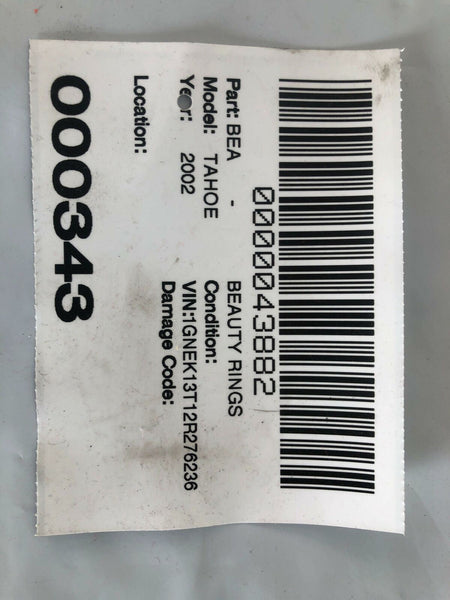 0000043882
Part: BEA - BEAUTY RINGS
Model: TAHOE Condition:
Year: 2002 VIN:1GNEK13T12R276236
Damage Code:
Location:
000343